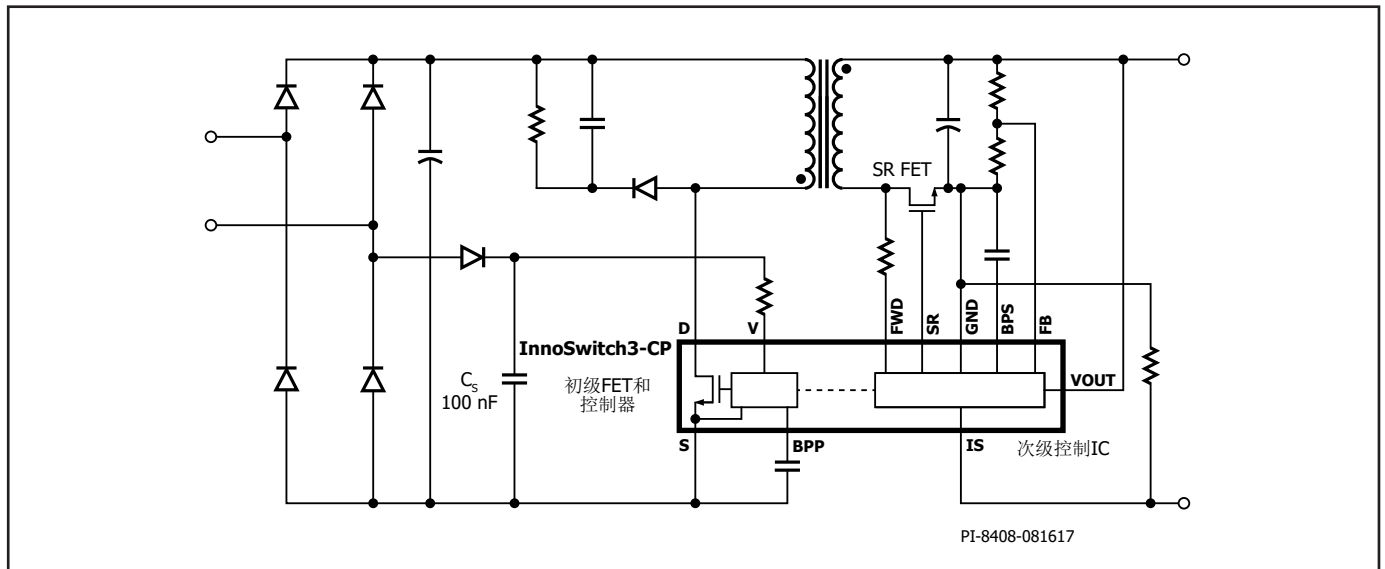 SR FET
FWD
SR
GND
BPS
FB
D
V
InnoSwitch3-CP
VOUT
初级FET和
控制器
Cs
100 nF
S
BPP
IS
次级控制IC
PI-8408-081617